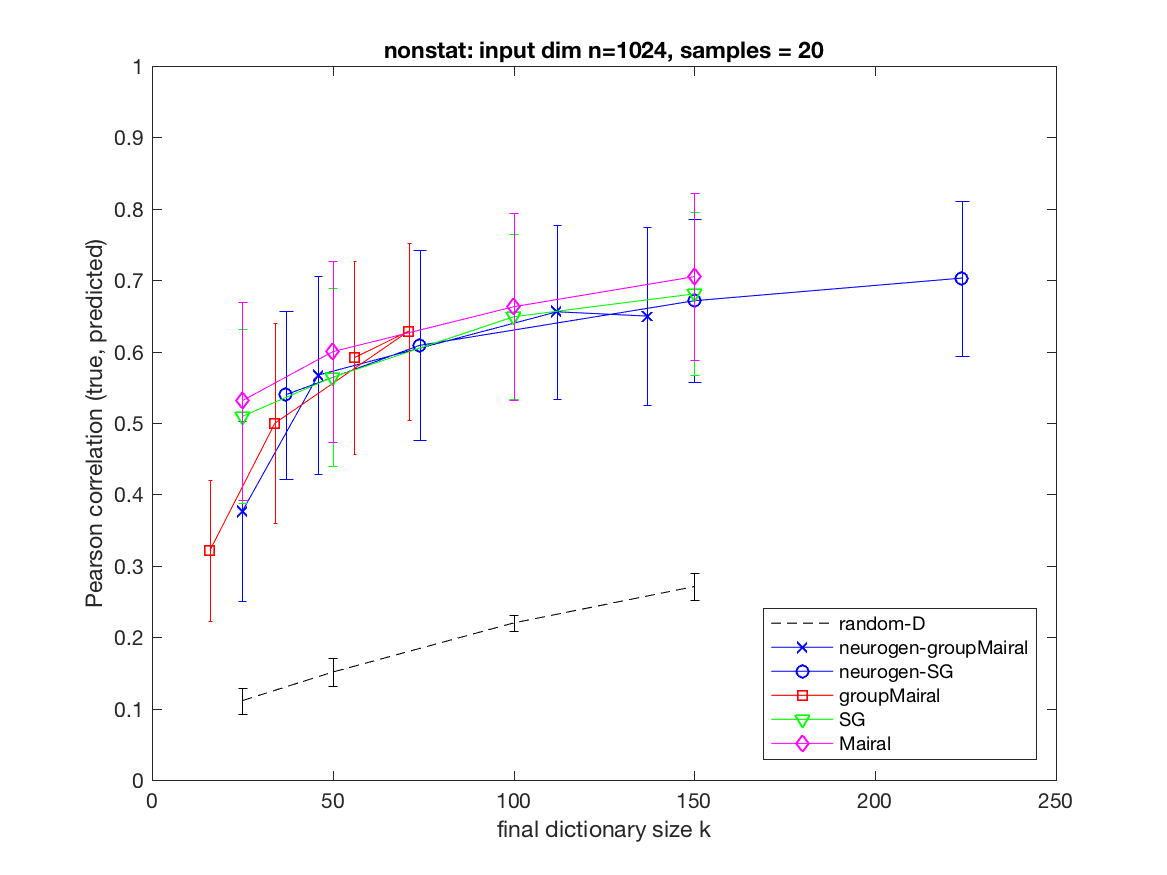 nonstat: input dim n=1024, samples = 20
Pearson correlation (true, predicted)
1
0.9
0.8
0.7
0.6
0.5
0.4
0.3
0.2
0.1
0
0
50
100
150
200
250
final dictionary size k
random-D
neurogen-groupMairal
neurogen-SG
groupMairal
SG
Mairal